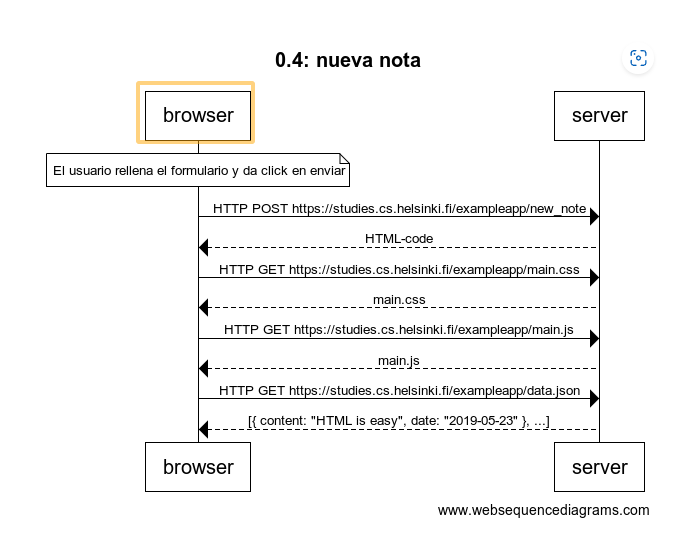 0.4: nueva nota
browser
server
El usuario rellena el formulario y da click en enviar
HTTP POST https://studies.cs.helsinki.fi/exampleapp/new_note
HTML-code
HTTP GET https://studies.cs.helsinki.fi/exampleapp/main.css
main.css
HTTP GET https://studies.cs.helsinki.fi/exampleapp/main.js
main.js
HTTP GET https://studies.cs.helsinki.fi/exampleapp/data.json
[{ content: "HTML is easy", date: "2019-05-23" }, ...]
browser
server
www.websequencediagrams.com